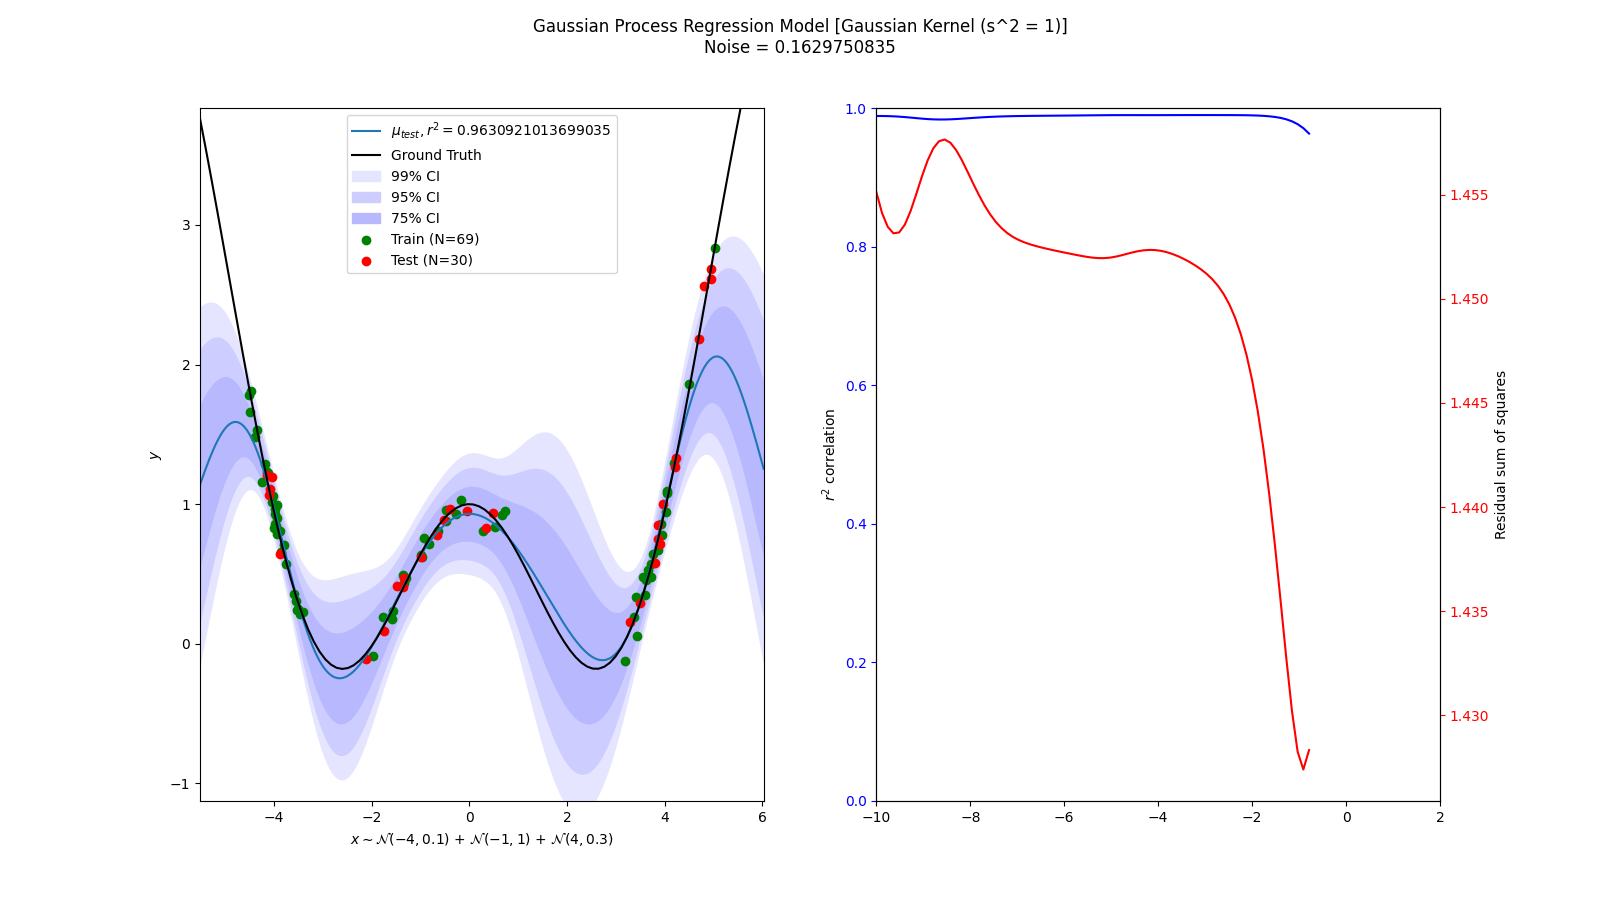 Gaussian Process Regression Model [Gaussian Kernel (s^2 = 1)]
Noise = 0.1629750835
μ_test, r² = 0.9630921013699035
Ground Truth
99% CI
95% CI
75% CI
Train (N=69)
Test (N=30)
3
2
1
0
−1
y
−4
−2
0
2
4
6
x ∼ 𝒩(−4, 0.1) + 𝒩(−1, 1) + 𝒩(4, 0.3)
1.0
0.8
0.6
0.4
0.2
0.0
r² correlation
−10
−8
−6
−4
−2
0
2
1.455
1.450
1.445
1.440
1.435
1.430
Residual sum of squares